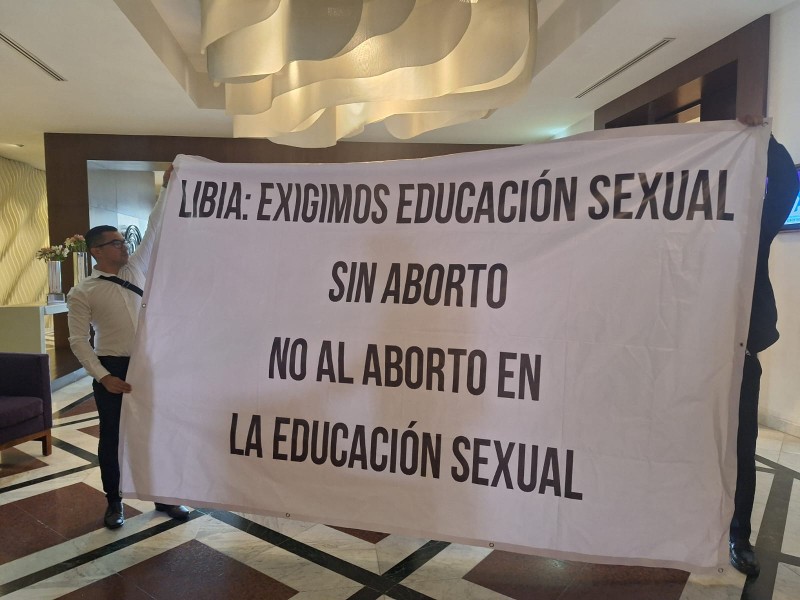 LIBIA: EXIGIMOS EDUCACIÓN SEXUAL
SIN ABORTO
NO AL ABORTO EN
LA EDUCACIÓN SEXUAL